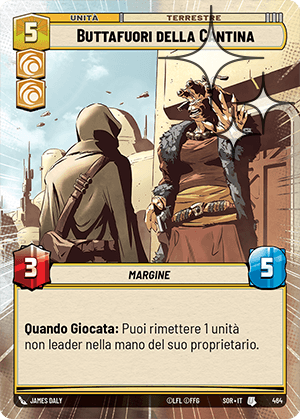 5
UNITÀ
TERRESTRE
BUTTAFUORI DELLA CANTINA
3
MARGINE
5
Quando Giocata: Puoi rimettere 1 unità
non leader nella mano del suo proprietario.
JAMES DALY
©LFL ©FFG
SOR • IT
464